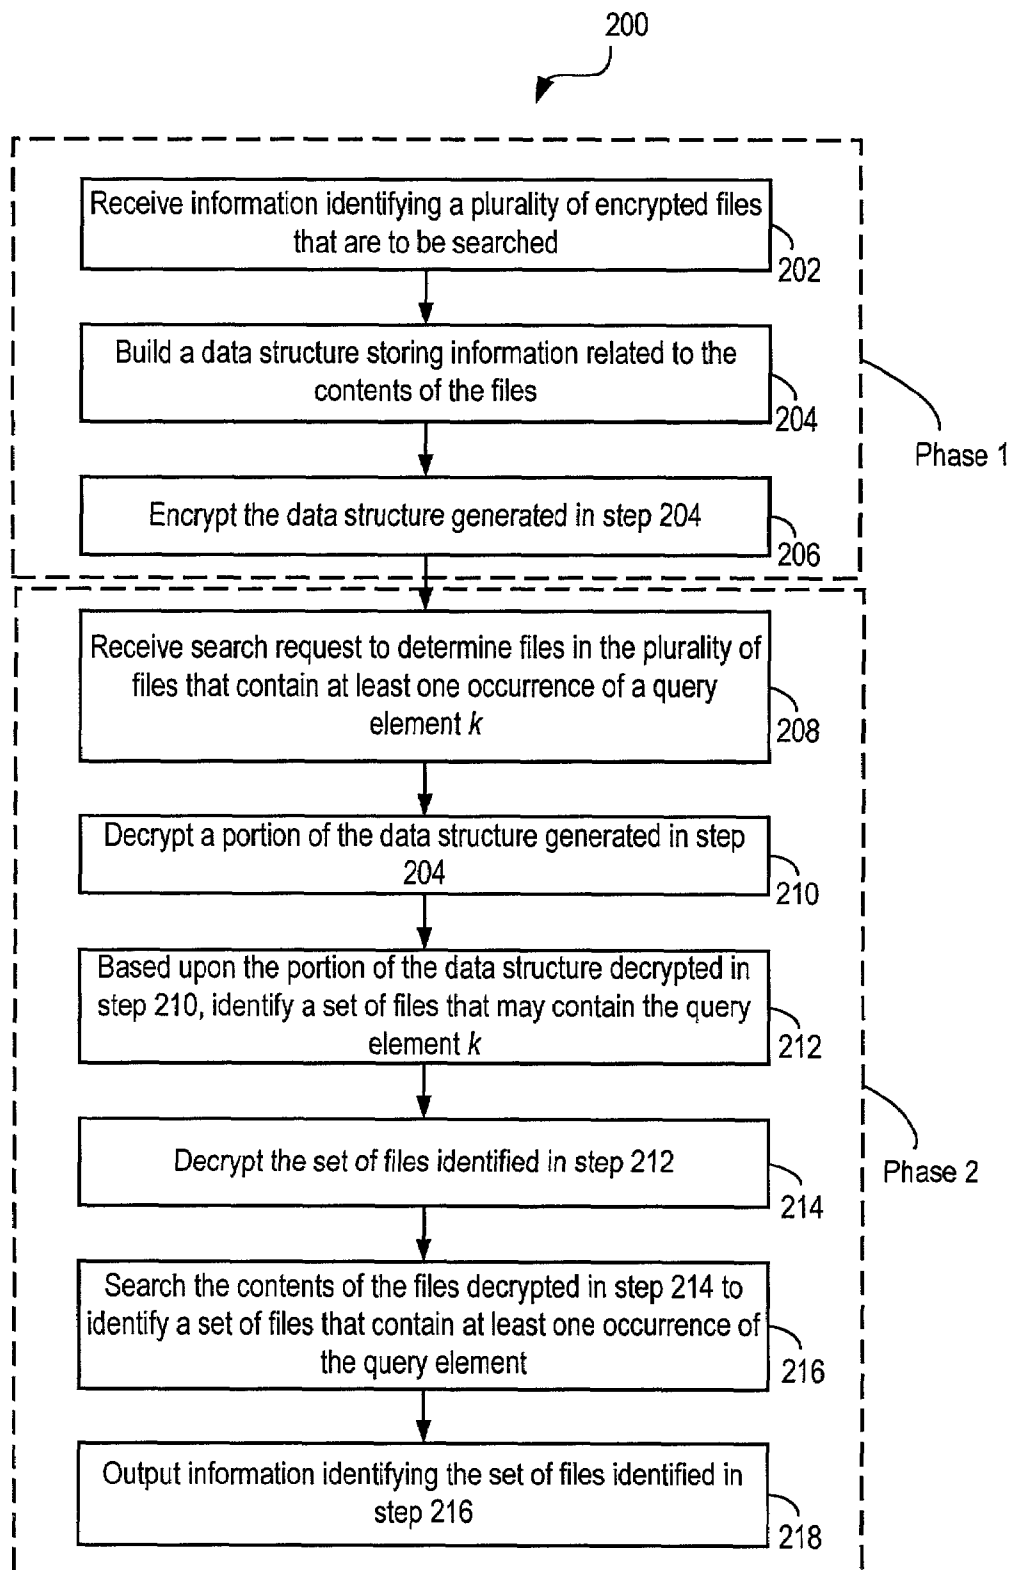 200
Receive information identifying a plurality of encrypted files
that are to be searched
202
Build a data structure storing information related to the
contents of the files
204
Phase 1
Encrypt the data structure generated in step 204
206
Receive search request to determine files in the plurality of
files that contain at least one occurrence of a query
element k
208
Decrypt a portion of the data structure generated in step
204
210
Based upon the portion of the data structure decrypted in
step 210, identify a set of files that may contain the query
element k
212
Decrypt the set of files identified in step 212
214
Phase 2
Search the contents of the files decrypted in step 214 to
identify a set of files that contain at least one occurrence of
the query element
216
Output information identifying the set of files identified in
step 216
218